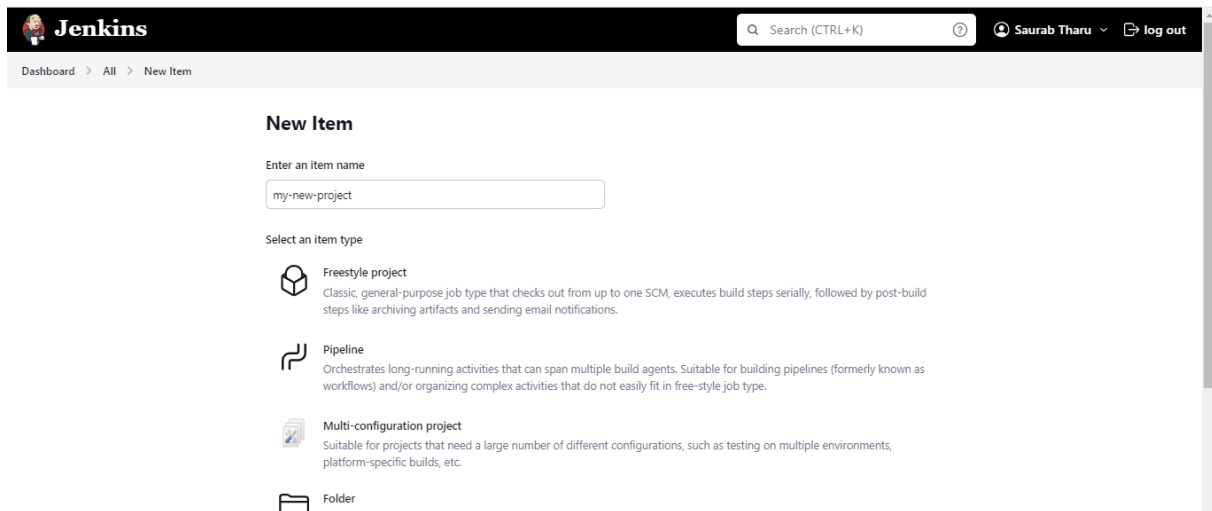 Jenkins
Search (CTRL+K)
Saurab Tharu
log out
Dashboard > All > New Item
New Item
Enter an item name
my-new-project
Select an item type
Freestyle project
Classic, general-purpose job type that checks out from up to one SCM, executes build steps serially, followed by post-build
steps like archiving artifacts and sending email notifications.
Pipeline
Orchestrates long-running activities that can span multiple build agents. Suitable for building pipelines (formerly known as
workflows) and/or organizing complex activities that do not easily fit in free-style job type.
Multi-configuration project
Suitable for projects that need a large number of different configurations, such as testing on multiple environments,
platform-specific builds, etc.
Folder